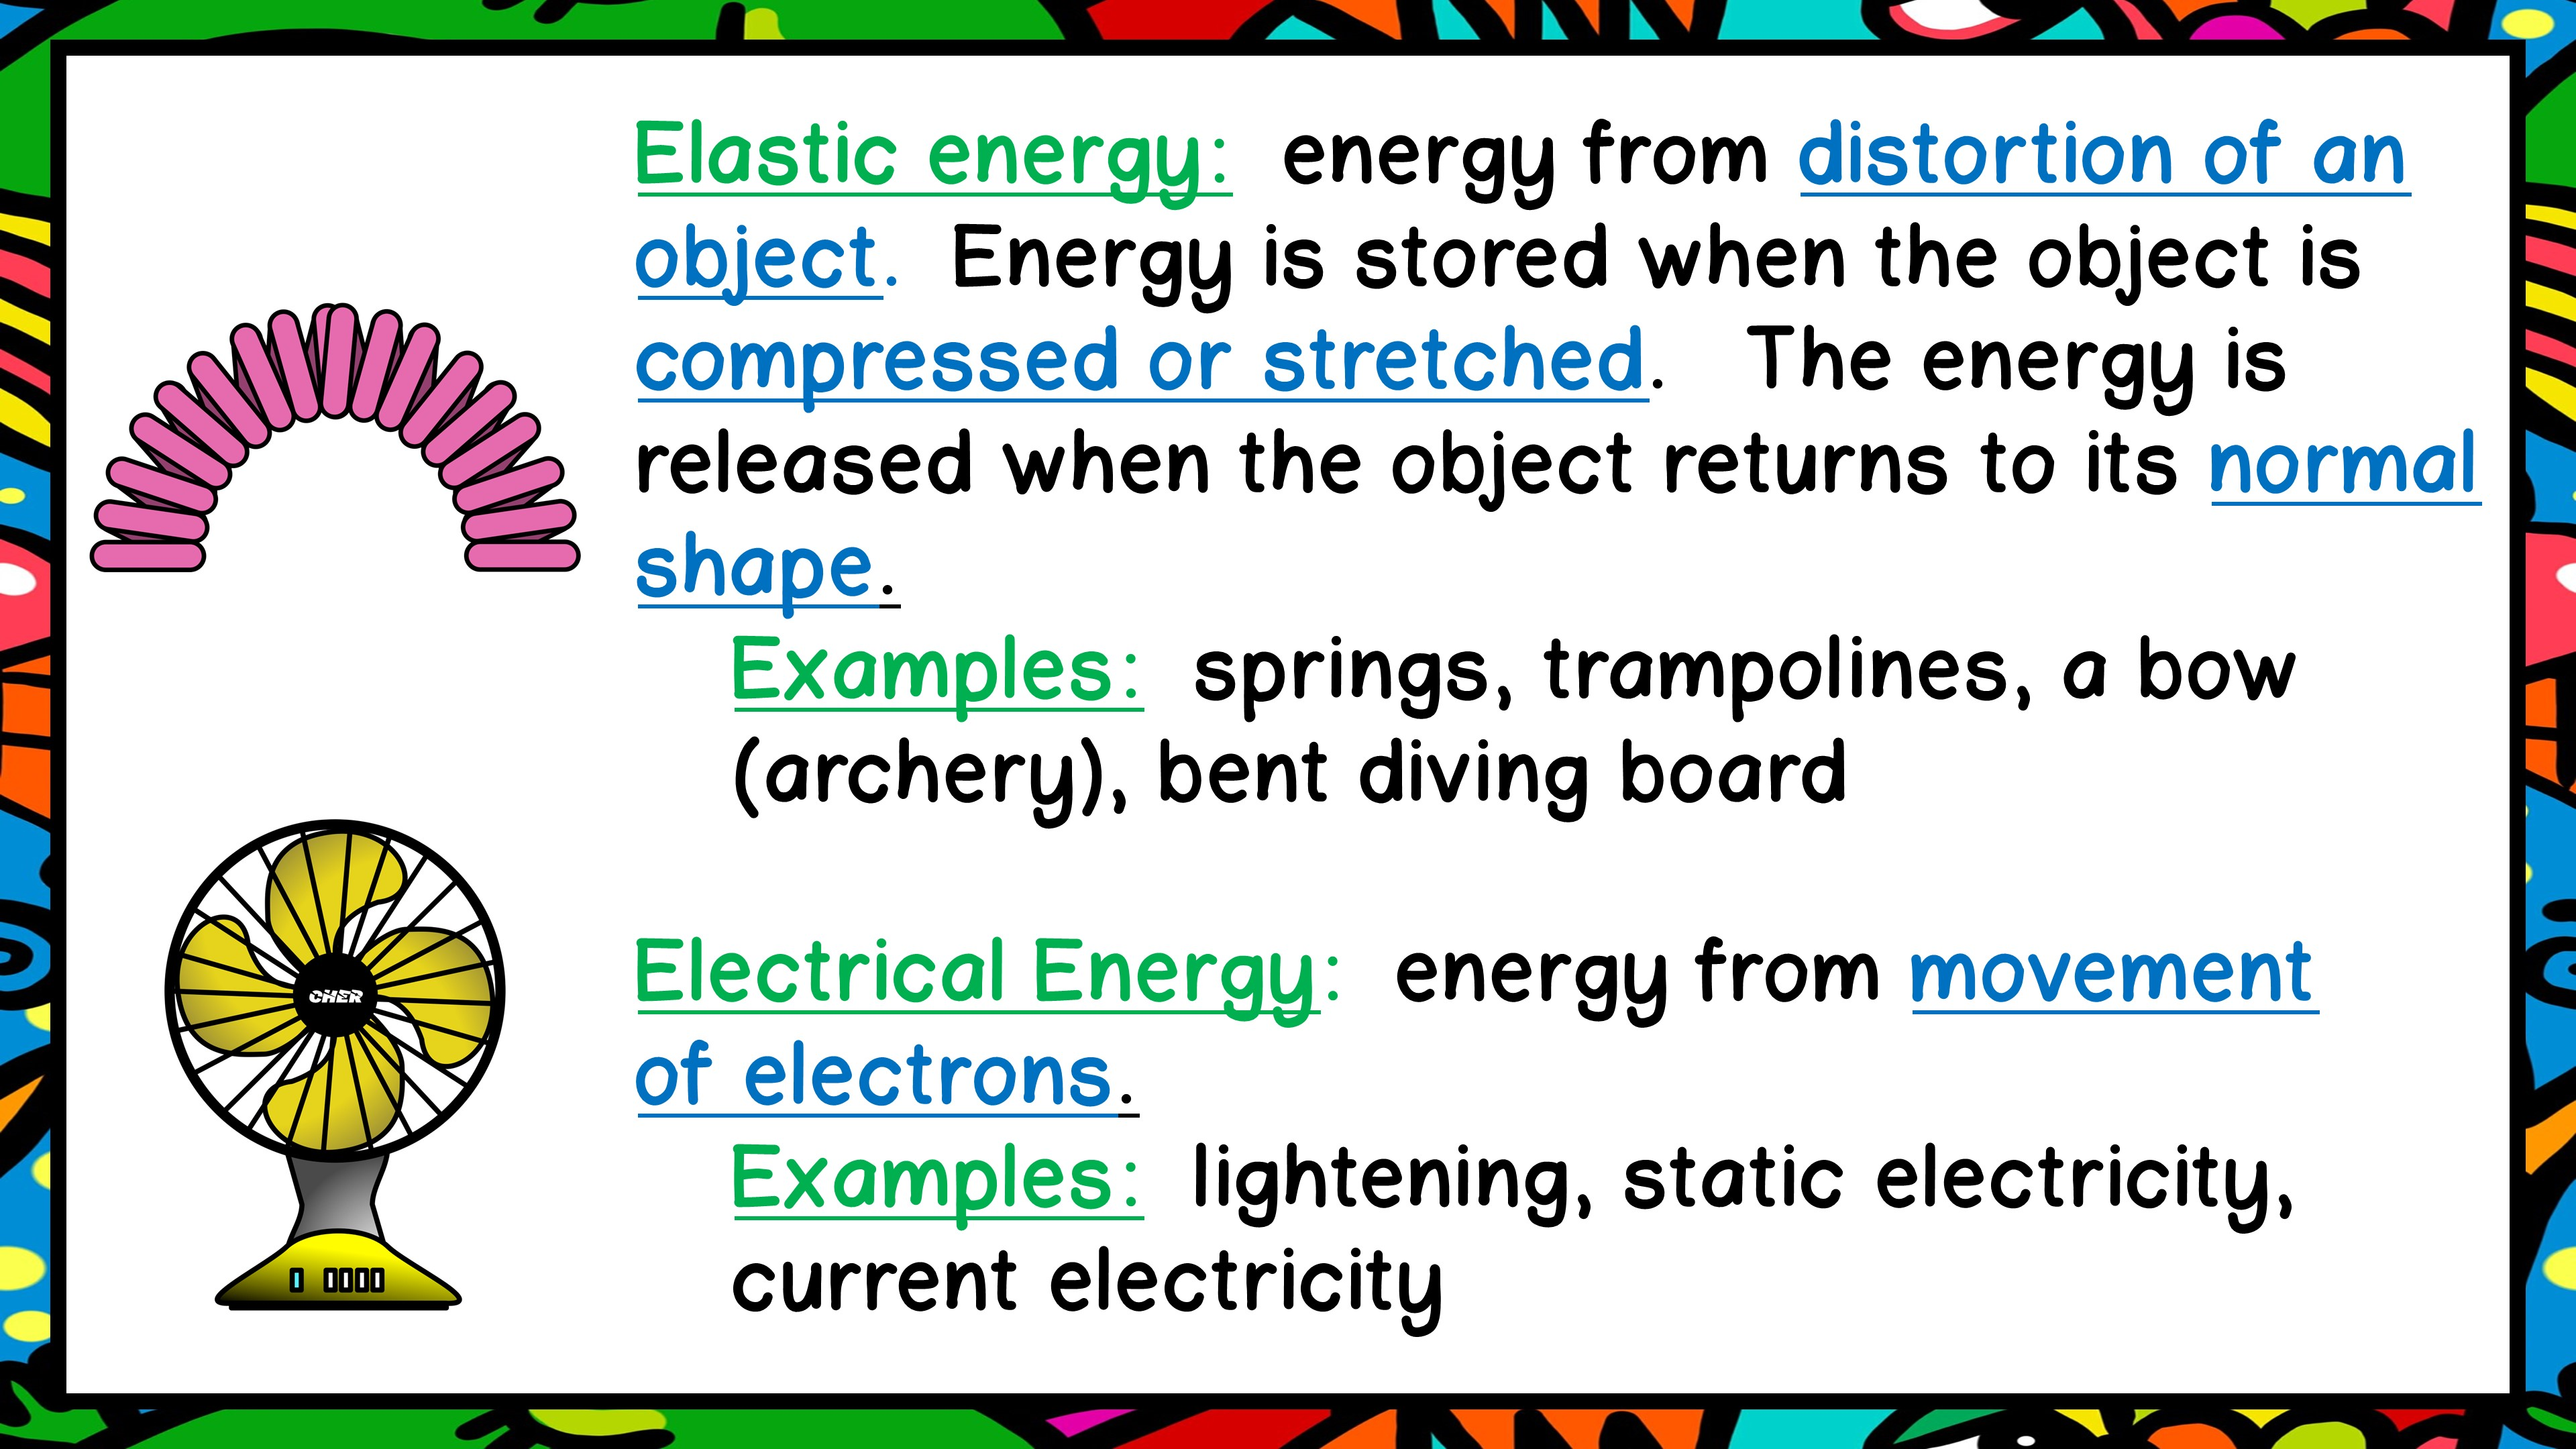 Elastic energy: energy from distortion of an
object. Energy is stored when the object is
compressed or stretched. The energy is
released when the object returns to its normal
shape.
Examples: springs, trampolines, a bow
(archery), bent diving board
CHER
Electrical Energy: energy from movement
of electrons.
Examples: lightening, static electricity,
current electricity